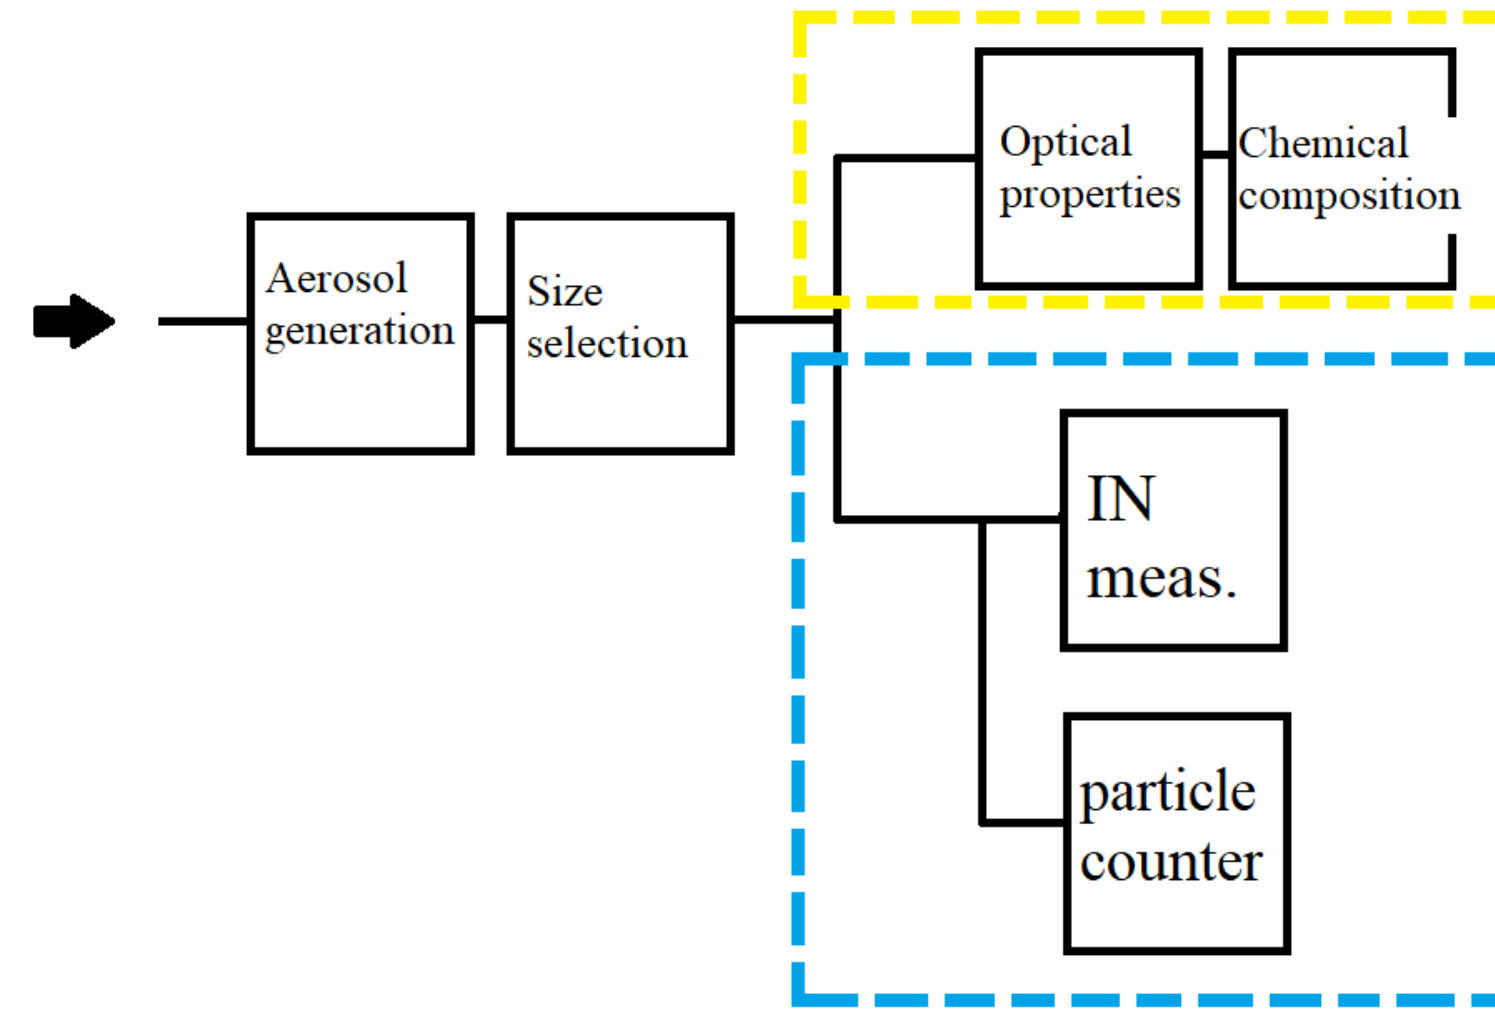 Optical
properties
Chemical
composition
Aerosol
generation
Size
selection
IN
meas.
particle
counter